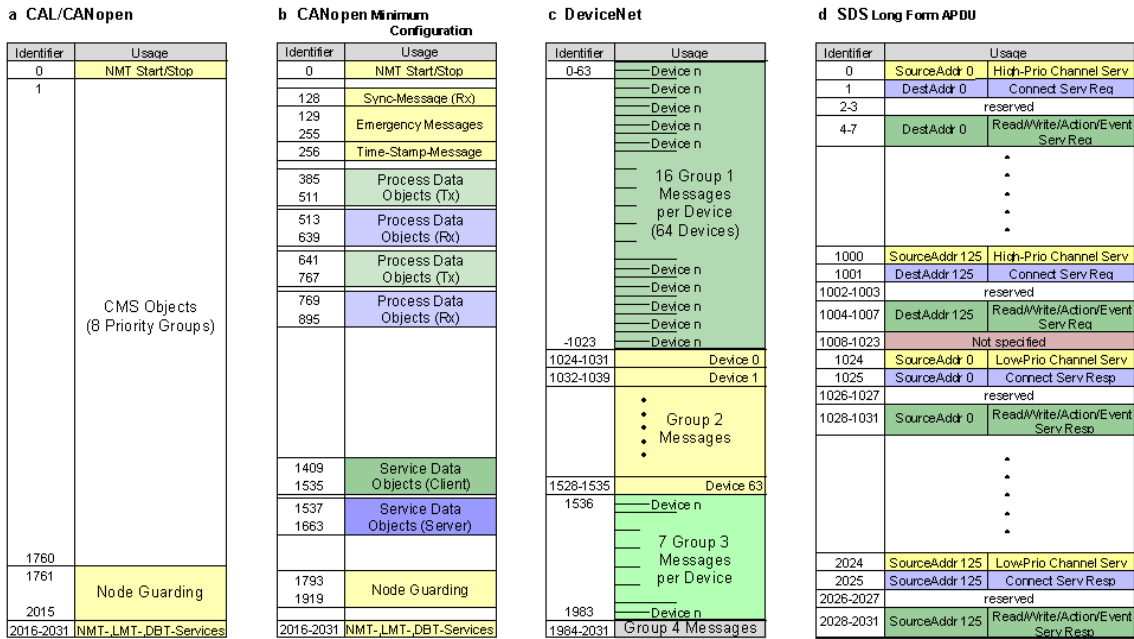 a CAL/CANopen
Identifier Usage
0 NMT Start/Stop
1
CMS Objects
(8 Priority Groups)
1760
1761
Node Guarding
2015
2016-2031 NMT-,LMT-,DBT-Services
b CANopen Minimum
Configuration
Identifier Usage
0 NMT Start/Stop
128 Sync-Message (Rx)
129
Emergency Messages
255
256 Time-Stamp-Message
385 Process Data
511 Objects (Tx)
513 Process Data
639 Objects (Rx)
641 Process Data
767 Objects (Tx)
769 Process Data
895 Objects (Rx)
1409 Service Data
1535 Objects (Client)
1537 Service Data
1663 Objects (Server)
1793
Node Guarding
1919
2016-2031 NMT-,LMT-,DBT-Services
c DeviceNet
Identifier Usage
0-63 Device n
Device n
Device n
Device n
Device n
16 Group 1
Messages
per Device
(64 Devices)
Device n
Device n
Device n
Device n
-1023 Device n
1024-1031 Device 0
1032-1039 Device 1
Group 2
Messages
1528-1535 Device 63
1536 Device n
7 Group 3
Messages
per Device
1983 Device n
1984-2031 Group 4 Messages
d SDS Long Form APDU
Identifier Usage
0 SourceAddr 0 High-Prio Channel Serv
1 DestAddr 0 Connect Serv Req
2-3 reserved
4-7 DestAddr 0 Read/Write/Action/Event
Serv Req
1000 SourceAddr 125 High-Prio Channel Serv
1001 DestAddr 125 Connect Serv Req
1002-1003 reserved
1004-1007 DestAddr 125 Read/Write/Action/Event
Serv Req
1008-1023 Not specified
1024 SourceAddr 0 LowPrio Channel Serv
1025 SourceAddr 0 Connect Serv Resp
1026-1027 reserved
1028-1031 SourceAddr 0 Read/Write/Action/Event
Serv Resp
2024 SourceAddr 125 LowPrio Channel Serv
2025 SourceAddr 125 Connect Serv Resp
2026-2027 reserved
2028-2031 SourceAddr 125 Read/Write/Action/Event
Serv Resp